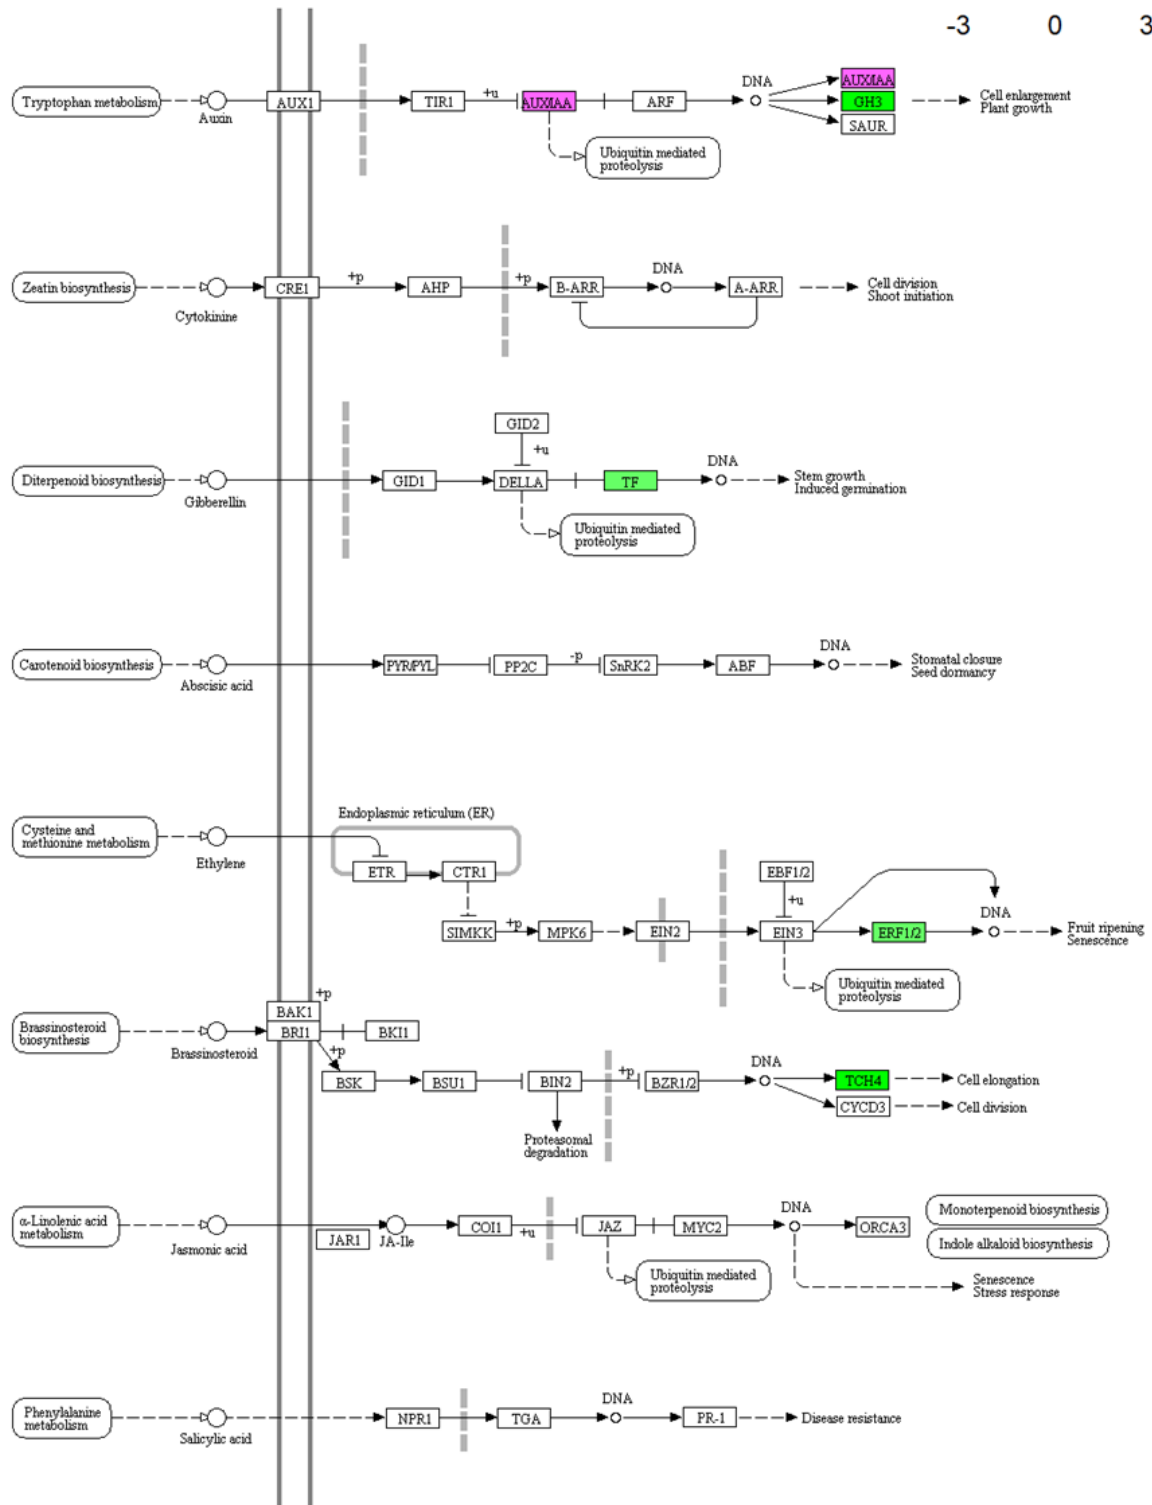 -3 0 3
Tryptophan metabolism
Auxin
AUX1
TIR1
+u
AUX/IAA
ARF
DNA
AUX/IAA
GH3
SAUR
Cell enlargement
Plant growth
Ubiquitin mediated
proteolysis
Zeatin biosynthesis
Cytokinine
CRE1
+p
AHP
+p
B-ARR
DNA
A-ARR
Cell division
Shoot initiation
GID2
+u
Diterpenoid biosynthesis
Gibberellin
GID1
DELLA
TF
DNA
Stem growth
Induced germination
Ubiquitin mediated
proteolysis
Carotenoid biosynthesis
Abscisic acid
PYR/PYL
PP2C
-p
SnRK2
ABF
DNA
Stomatal closure
Seed dormancy
Endoplasmic reticulum (ER)
Cysteine and
methionine metabolism
Ethylene
ETR
CTR1
SIMKK
+p
MPK6
EIN2
EBF1/2
+u
EIN3
ERF1/2
DNA
Fruit ripening
Senescence
Ubiquitin mediated
proteolysis
Brassinosteroid
biosynthesis
Brassinosteroid
+p
BAK1
BRI1
BKI1
+p
BSK
BSU1
BIN2
+p
BZR1/2
DNA
TCH4
Cell elongation
CYCD3
Cell division
Proteasomal
degradation
α-Linolenic acid
metabolism
Jasmonic acid
JAR1
JA-Ile
COI1
+u
JAZ
MYC2
DNA
ORCA3
Monoterpenoid biosynthesis
Indole alkaloid biosynthesis
Ubiquitin mediated
proteolysis
Senescence
Stress response
Phenylalanine
metabolism
Salicylic acid
NPR1
TGA
DNA
PR-1
Disease resistance